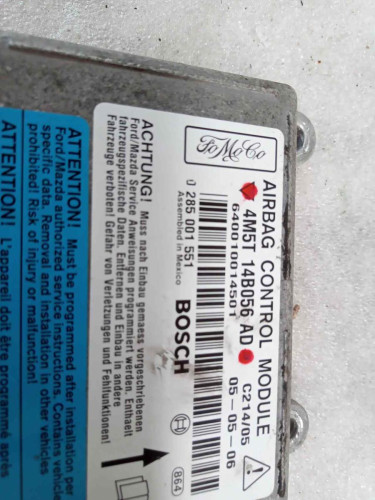 FoMoCo
AIRBAG CONTROL MODULE
4M5T 14B056 AD C214/05
640010014501 05-05-06
0 285 001 551 BOSCH
Assembled in Mexico
864
ACHTUNG! Muss nach Einbau gemaess vorgeschriebenen
Ford/Mazda Service Anweisungen programmiert werden. Enthaelt
fahrzeugspezifische Daten. Entfernen und Einbau in andere
Fahrzeuge verboten! Gefahr von Verletzungen und Fehlfunktionen!
ATTENTION! Must be programmed after installation per
Ford/Mazda authorized service instructions. Contains vehicle
specific data. Removal and installation in other vehicles
prohibited! Risk of injury or malfunction!
ATTENTION! L'appareil doit être programmé après